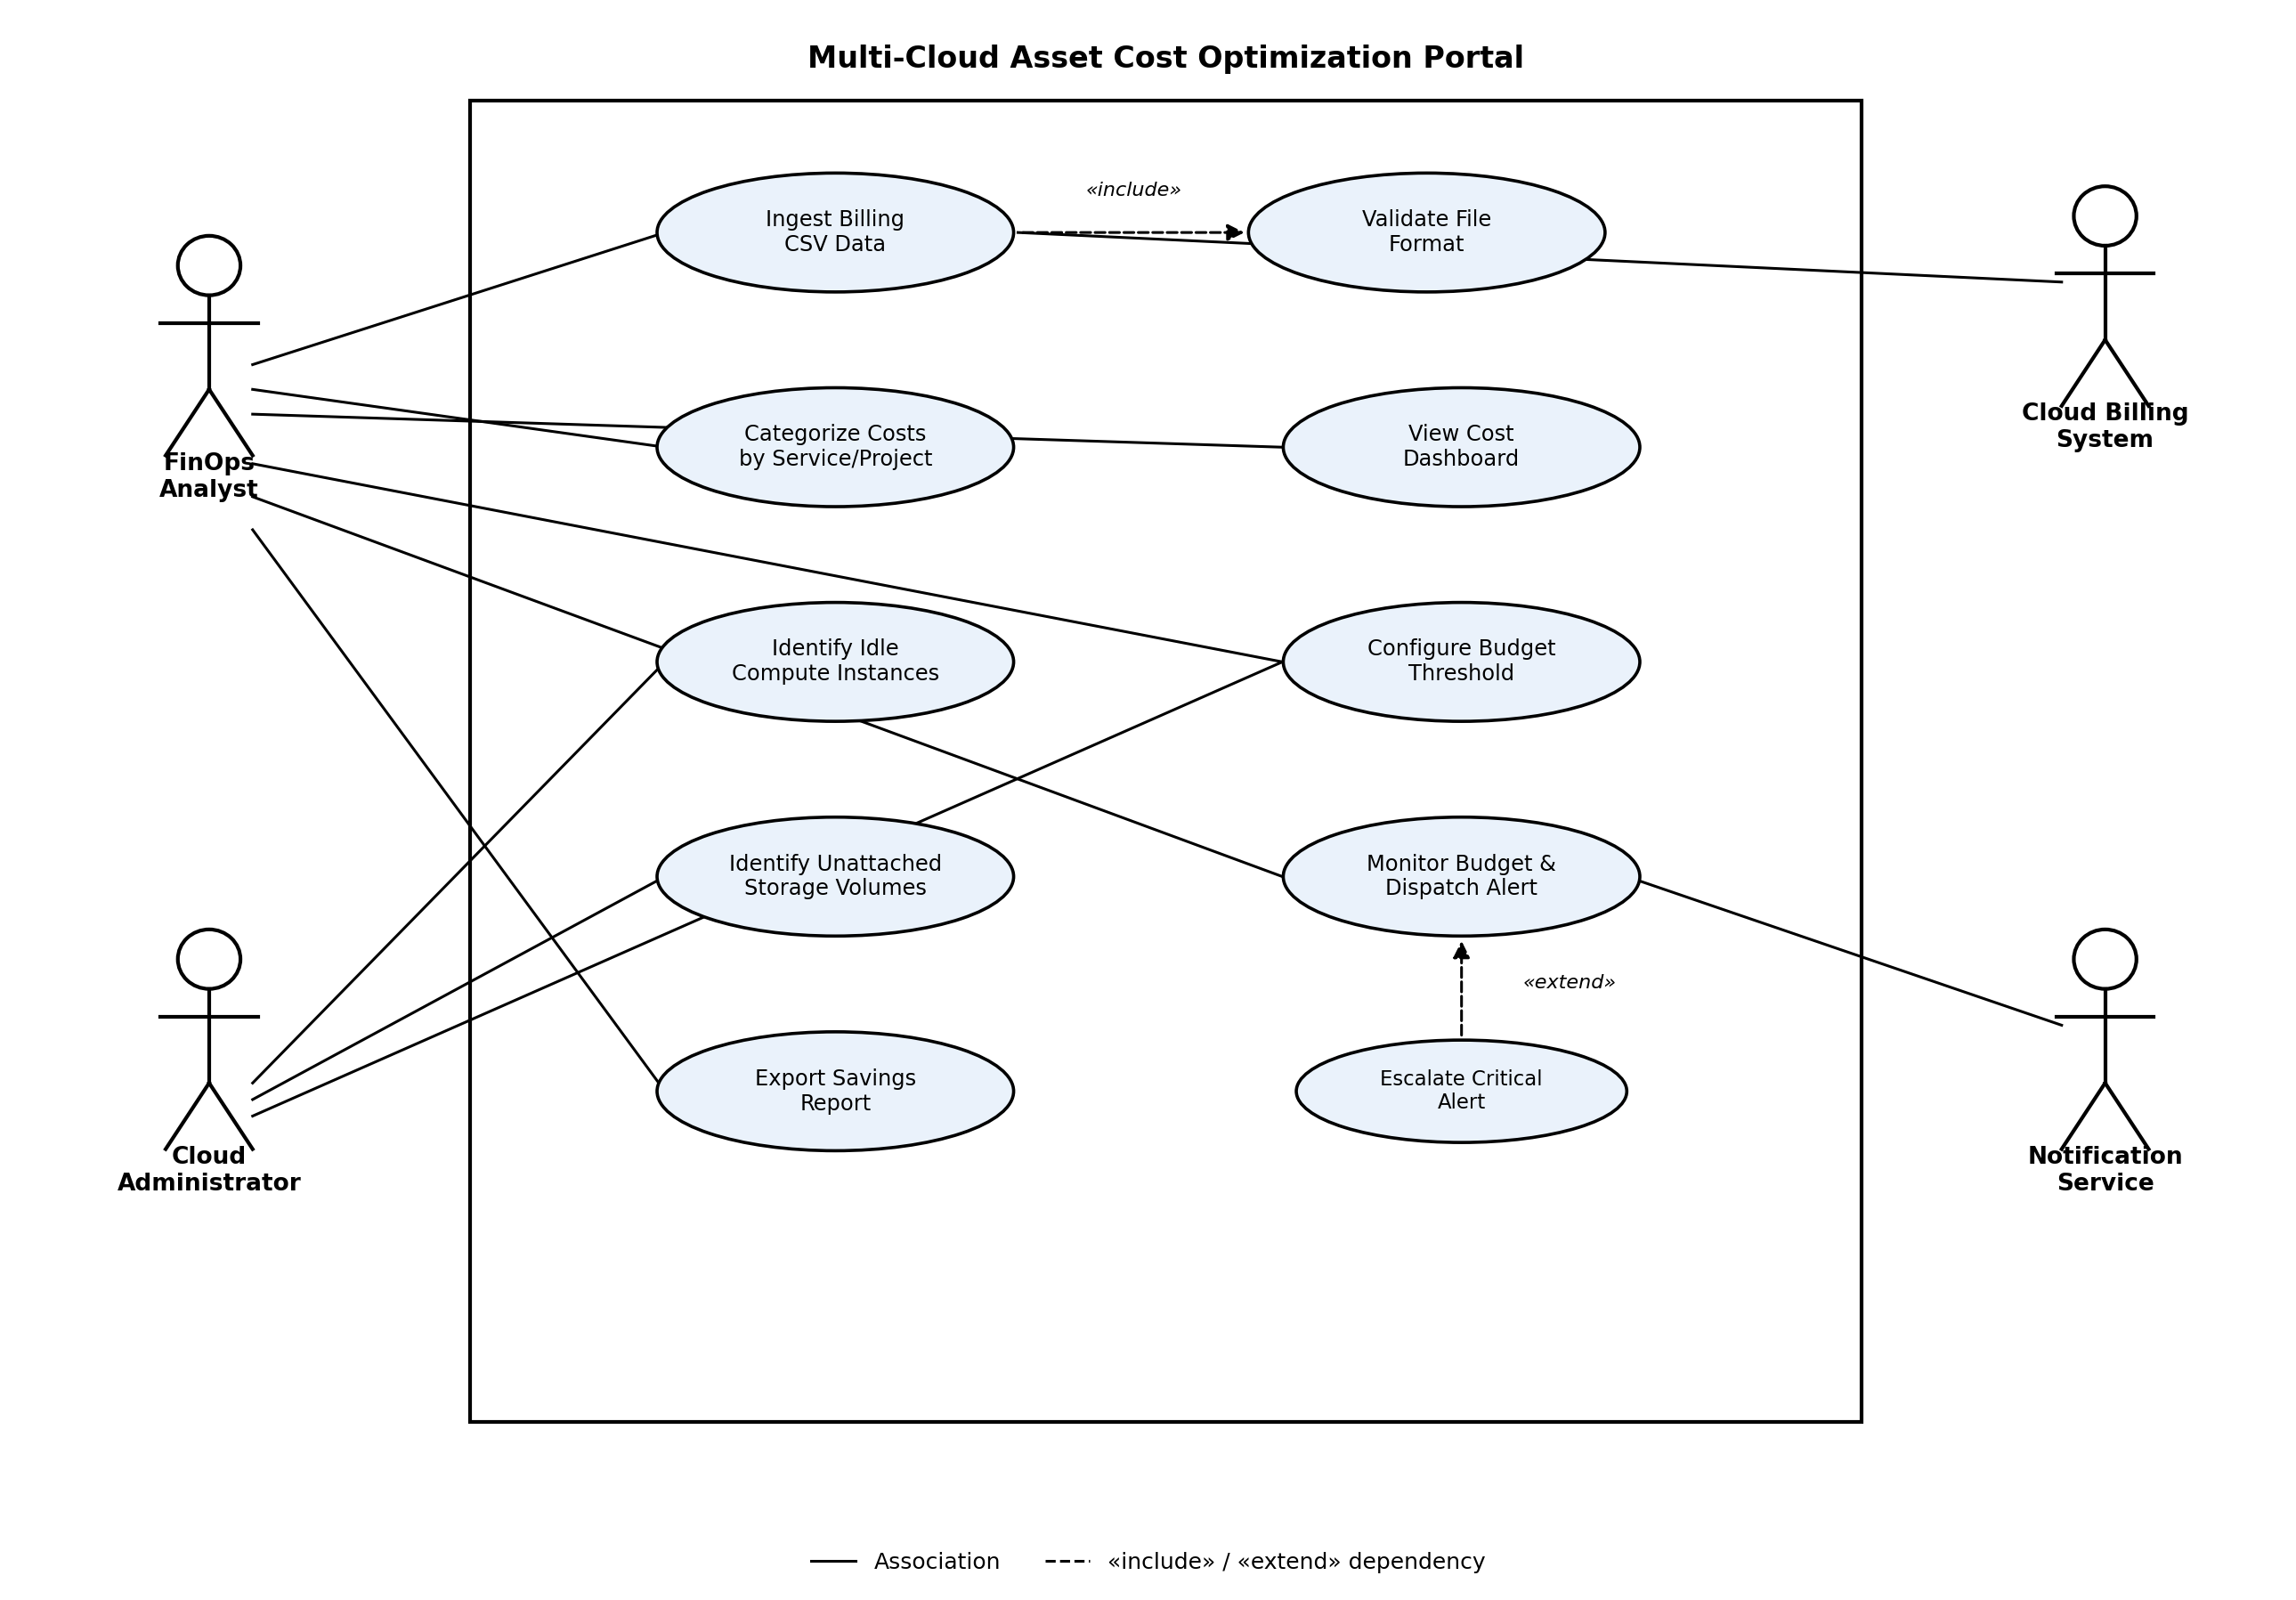 Multi-Cloud Asset Cost Optimization Portal
«include»
Ingest Billing
CSV Data
Validate File
Format
Cloud Billing
System
Categorize Costs
by Service/Project
View Cost
Dashboard
FinOps
Analyst
Identify Idle
Compute Instances
Configure Budget
Threshold
Identify Unattached
Storage Volumes
Monitor Budget &
Dispatch Alert
«extend»
Export Savings
Report
Escalate Critical
Alert
Cloud
Administrator
Notification
Service
Association
«include» / «extend» dependency